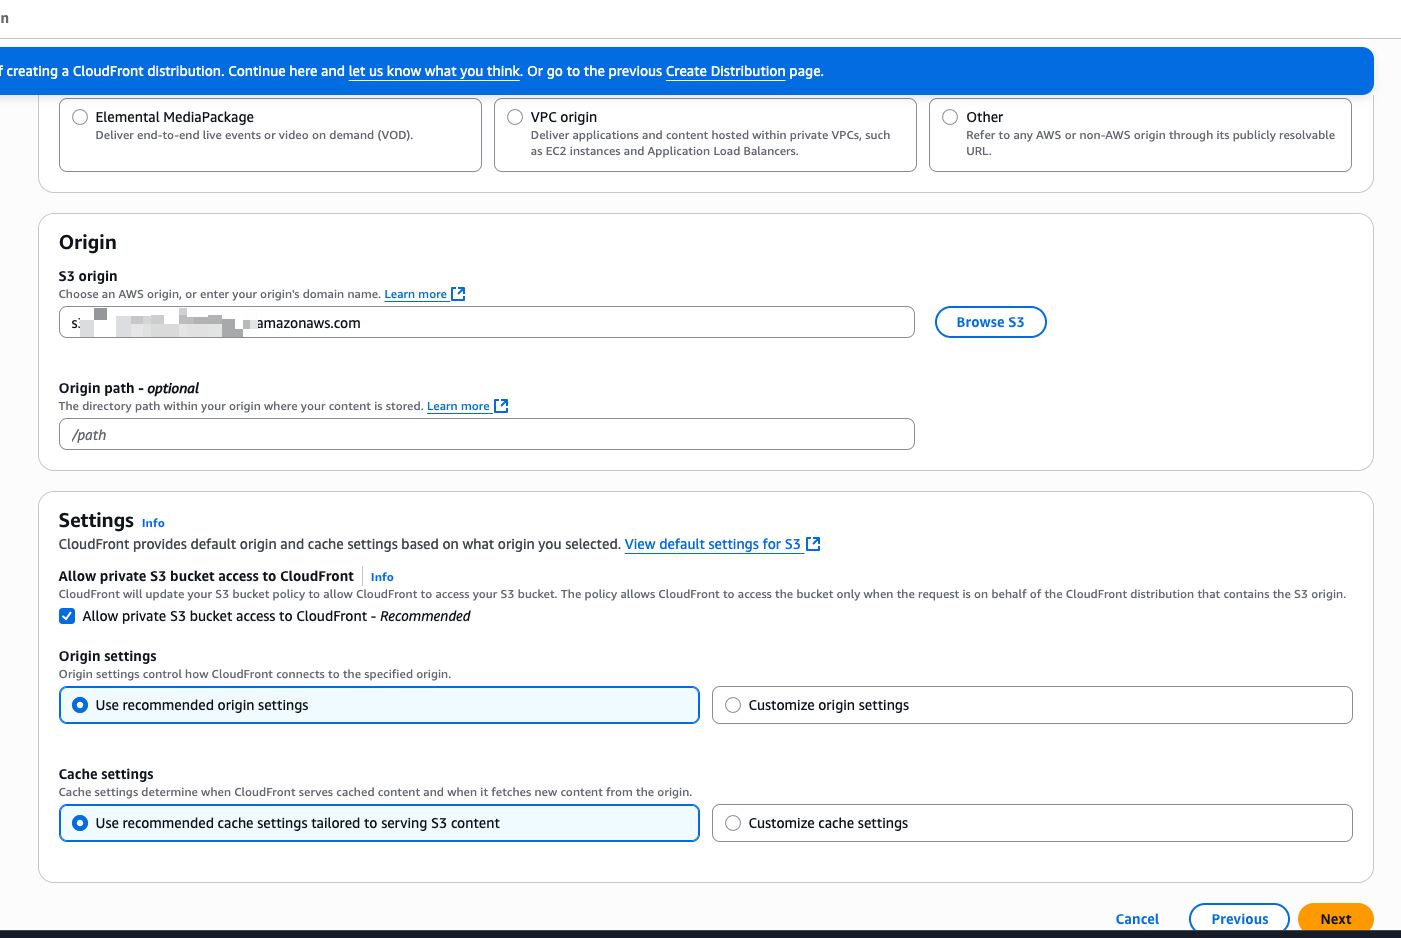 n
f creating a CloudFront distribution. Continue here and let us know what you think. Or go to the previous Create Distribution page.
Elemental MediaPackage
Deliver end-to-end live events or video on demand (VOD).
VPC origin
Deliver applications and content hosted within private VPCs, such
as EC2 instances and Application Load Balancers.
Other
Refer to any AWS or non-AWS origin through its publicly resolvable
URL.
Origin
S3 origin
Choose an AWS origin, or enter your origin's domain name. Learn more
amazonaws.com
Browse S3
Origin path - optional
The directory path within your origin where your content is stored. Learn more
/path
Settings Info
CloudFront provides default origin and cache settings based on what origin you selected. View default settings for S3
Allow private S3 bucket access to CloudFront Info
CloudFront will update your S3 bucket policy to allow CloudFront to access your S3 bucket. The policy allows CloudFront to access the bucket only when the request is on behalf of the CloudFront distribution that contains the S3 origin.
Allow private S3 bucket access to CloudFront - Recommended
Origin settings
Origin settings control how CloudFront connects to the specified origin.
Use recommended origin settings
Customize origin settings
Cache settings
Cache settings determine when CloudFront serves cached content and when it fetches new content from the origin.
Use recommended cache settings tailored to serving S3 content
Customize cache settings
Cancel
Previous
Next